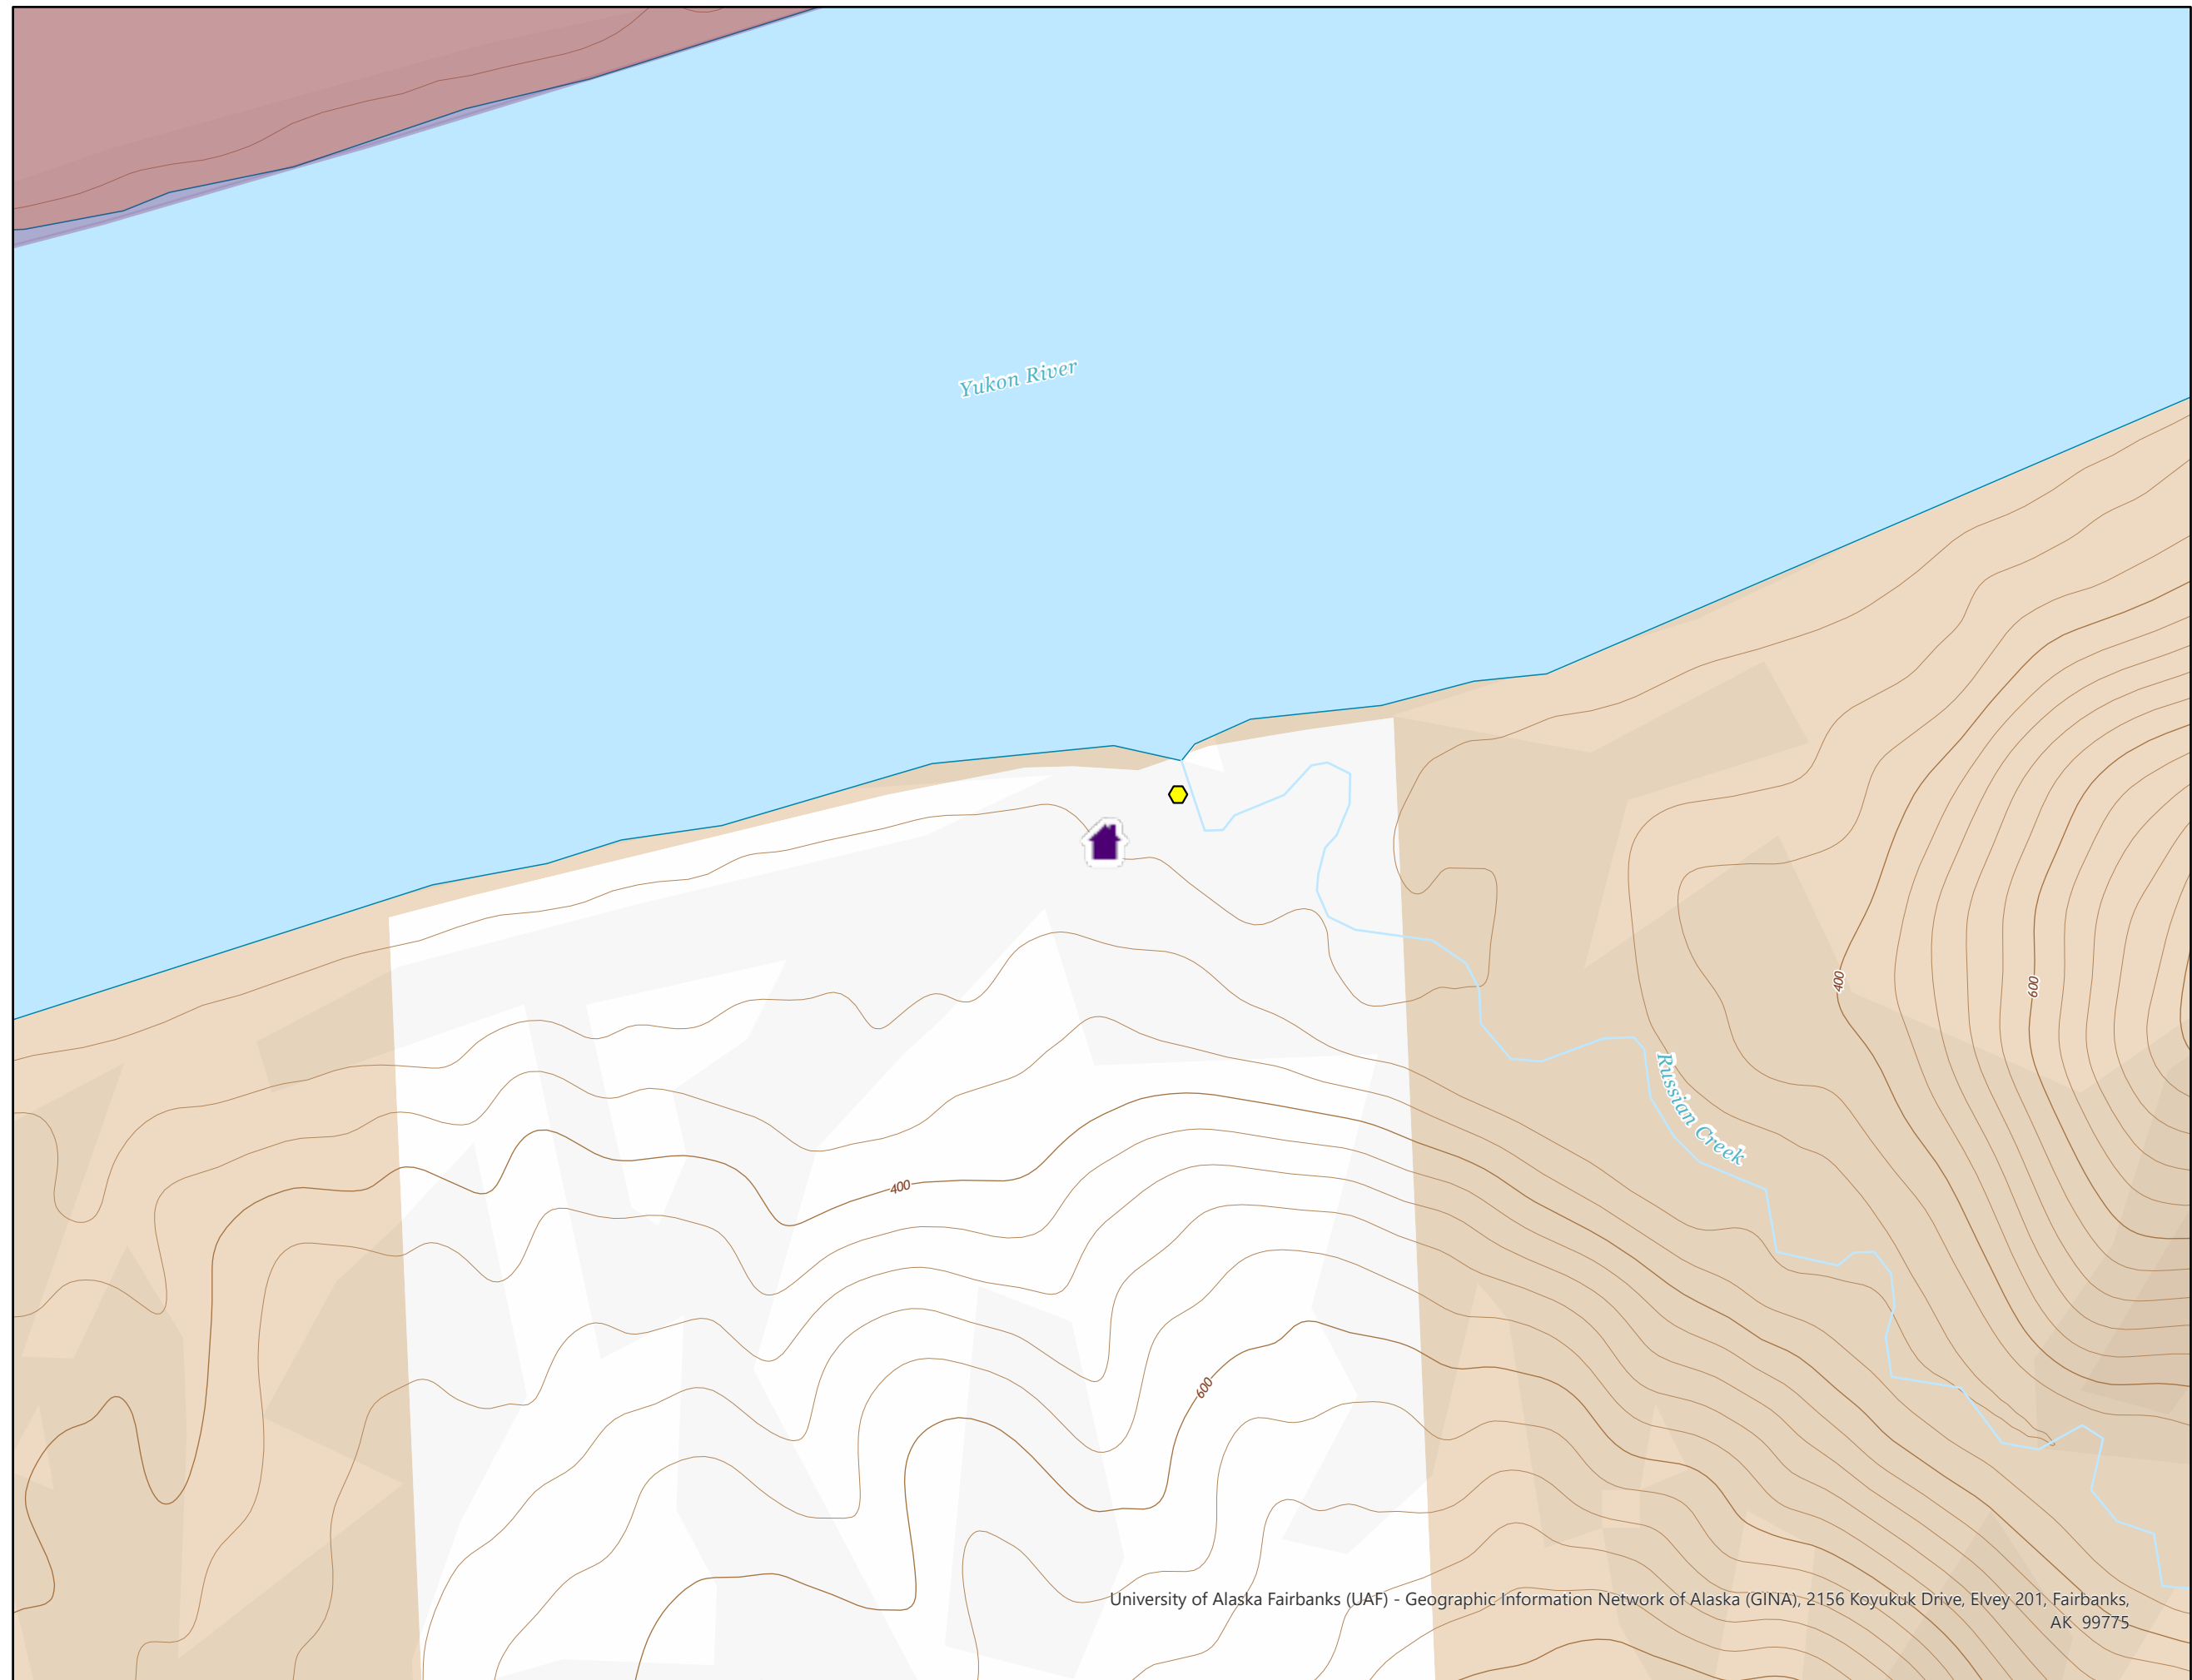 Yukon River
400
600
Russian Creek
400
600
University of Alaska Fairbanks (UAF) - Geographic Information Network of Alaska (GINA), 2156 Koyukuk Drive, Elvey 201, Fairbanks,
AK 99775